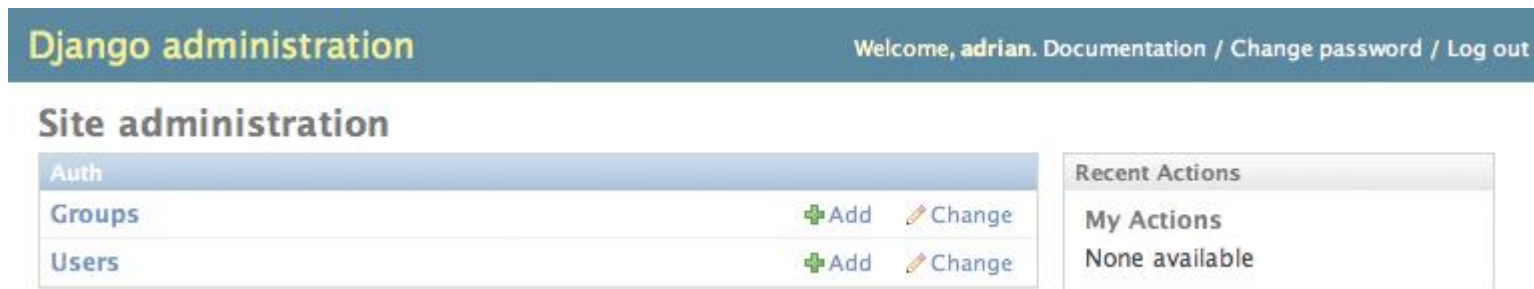 Django administration
Welcome, adrian. Documentation / Change password / Log out
Site administration
Auth
Groups Add Change
Users Add Change
Recent Actions
My Actions
None available